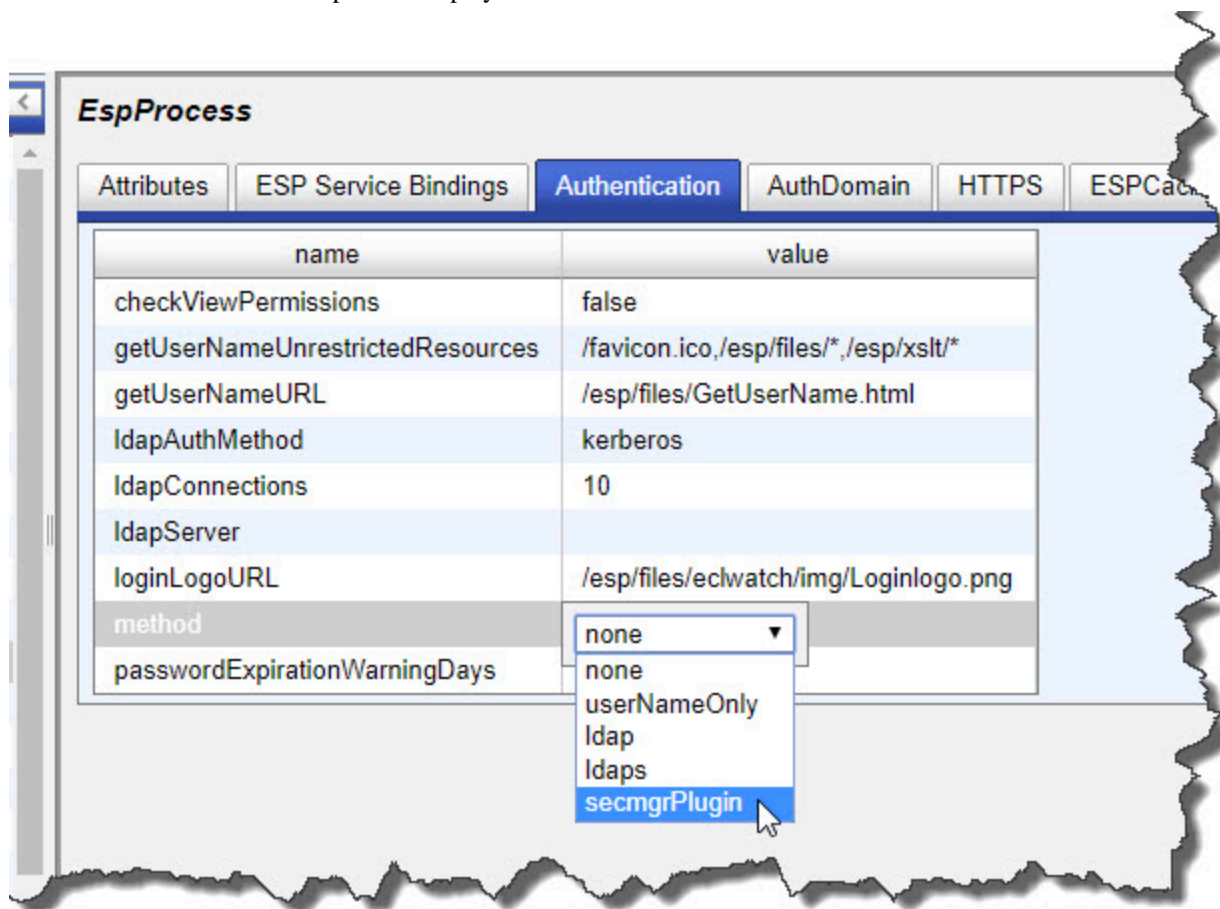 EspProcess
Attributes ESP Service Bindings Authentication AuthDomain HTTPS
name value
checkViewPermissions false
getUserNameUnrestrictedResources /favicon.ico,/esp/files/*,/esp/xslt/*
getUserNameURL /esp/files/GetUserName.html
ldapAuthMethod kerberos
ldapConnections 10
ldapServer
loginLogoURL /esp/files/eclwatch/img/Loginlogo.png
method none
passwordExpirationWarningDays none
userNameOnly
ldap
ldaps
secmgrPlugin